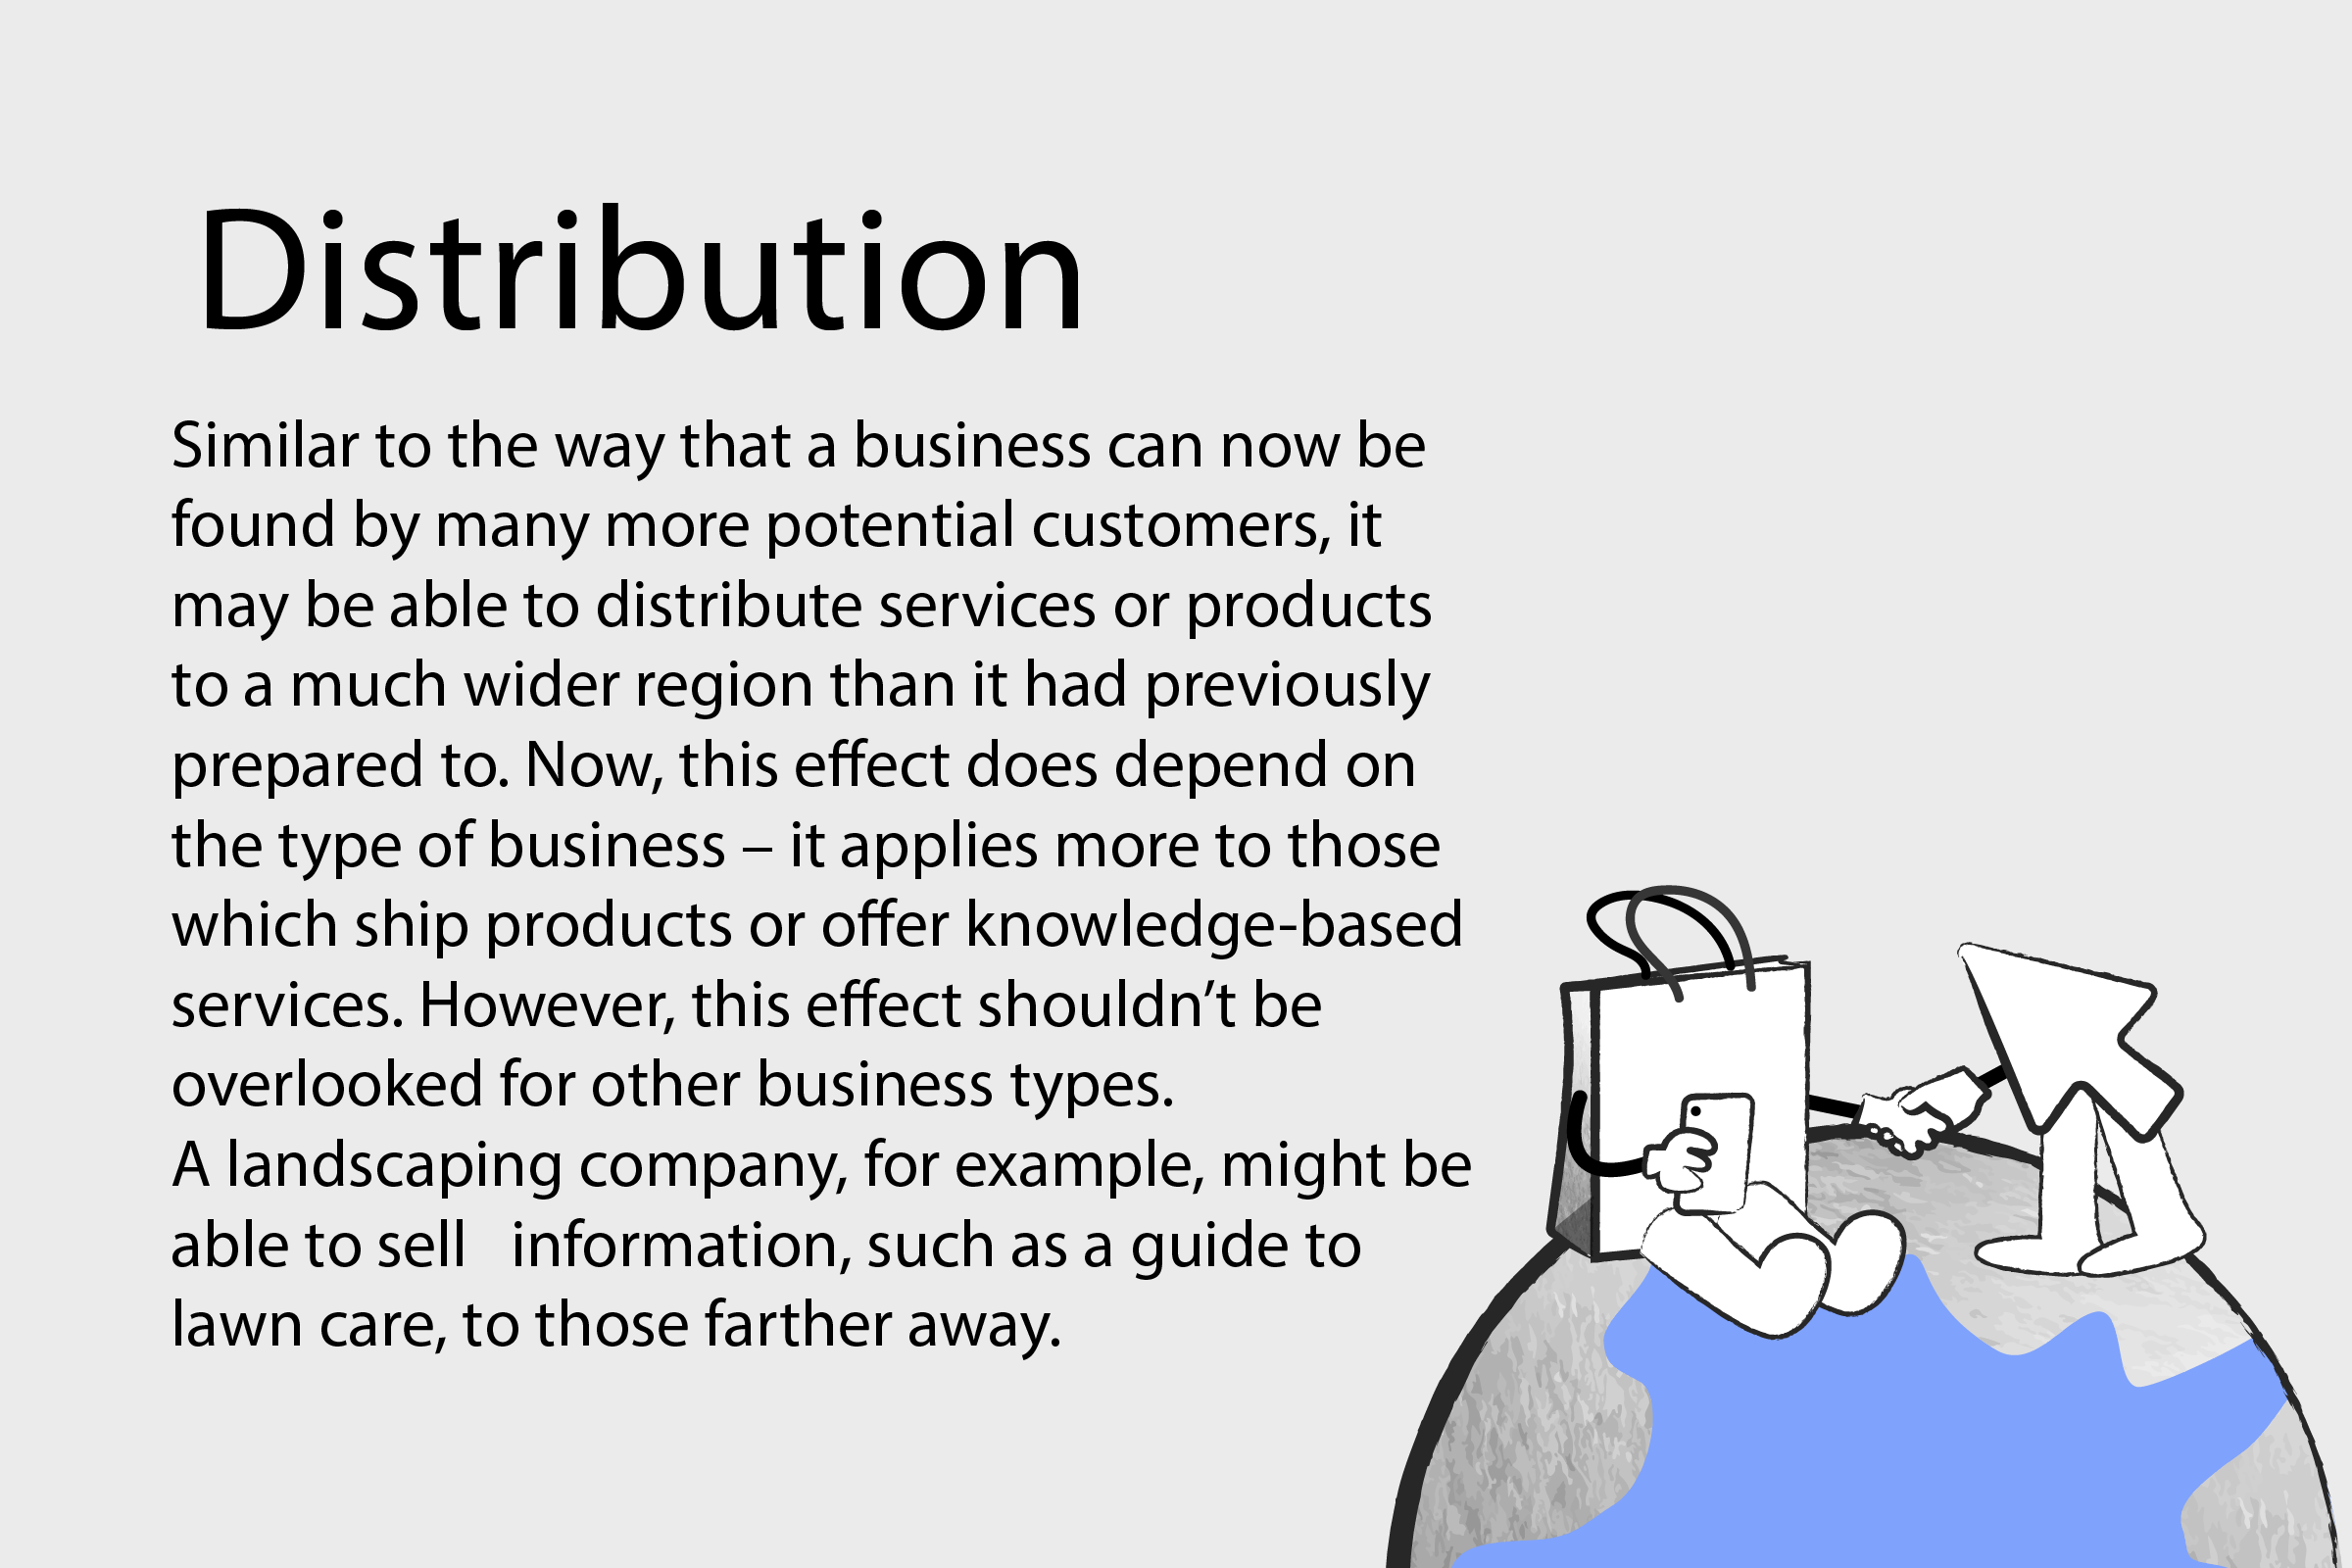 Distribution
Similar to the way that a business can now be
found by many more potential customers, it
may be able to distribute services or products
to a much wider region than it had previously
prepared to. Now, this effect does depend on
the type of business – it applies more to those
which ship products or offer knowledge-based
services. However, this effect shouldn’t be
overlooked for other business types.
A landscaping company, for example, might be
able to sell   information, such as a guide to
lawn care, to those farther away.